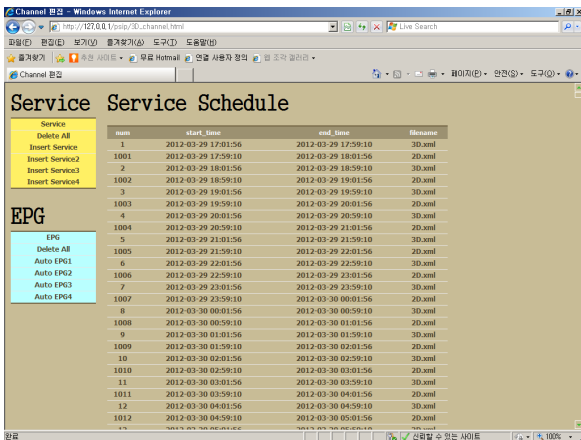 Channel 편집 - Windows Internet Explorer
http://127.0.0.1/psip/3D_channel.html
Live Search
파일(F) 편집(E) 보기(V) 즐겨찾기(A) 도구(T) 도움말(H)
즐겨찾기 추천 사이트 무료 Hotmail 연결 사용자 정의 웹 조각 갤러리
Channel 편집 페이지(P) 안전(S) 도구(O)
Service
Service
Delete All
Insert Service
Insert Service2
Insert Service3
Insert Service4
EPG
EPG
Delete All
Auto EPG1
Auto EPG2
Auto EPG3
Auto EPG4
Service Schedule
num start_time end_time filename
1 2012-03-29 17:01:56 2012-03-29 17:59:10 3D.xml
1001 2012-03-29 17:59:10 2012-03-29 18:01:56 2D.xml
2 2012-03-29 18:01:56 2012-03-29 18:59:10 3D.xml
1002 2012-03-29 18:59:10 2012-03-29 19:01:56 2D.xml
3 2012-03-29 19:01:56 2012-03-29 19:59:10 3D.xml
1003 2012-03-29 19:59:10 2012-03-29 20:01:56 2D.xml
4 2012-03-29 20:01:56 2012-03-29 20:59:10 3D.xml
1004 2012-03-29 20:59:10 2012-03-29 21:01:56 2D.xml
5 2012-03-29 21:01:56 2012-03-29 21:59:10 3D.xml
1005 2012-03-29 21:59:10 2012-03-29 22:01:56 2D.xml
6 2012-03-29 22:01:56 2012-03-29 22:59:10 3D.xml
1006 2012-03-29 22:59:10 2012-03-29 23:01:56 2D.xml
7 2012-03-29 23:01:56 2012-03-29 23:59:10 3D.xml
1007 2012-03-29 23:59:10 2012-03-30 00:01:56 2D.xml
8 2012-03-30 00:01:56 2012-03-30 00:59:10 3D.xml
1008 2012-03-30 00:59:10 2012-03-30 01:01:56 2D.xml
9 2012-03-30 01:01:56 2012-03-30 01:59:10 3D.xml
1009 2012-03-30 01:59:10 2012-03-30 02:01:56 2D.xml
10 2012-03-30 02:01:56 2012-03-30 02:59:10 3D.xml
1010 2012-03-30 02:59:10 2012-03-30 03:01:56 2D.xml
11 2012-03-30 03:01:56 2012-03-30 03:59:10 3D.xml
1011 2012-03-30 03:59:10 2012-03-30 04:01:56 2D.xml
12 2012-03-30 04:01:56 2012-03-30 04:59:10 3D.xml
1012 2012-03-30 04:59:10 2012-03-30 05:01:56 2D.xml
완료 신뢰할 수 있는 사이트 100%